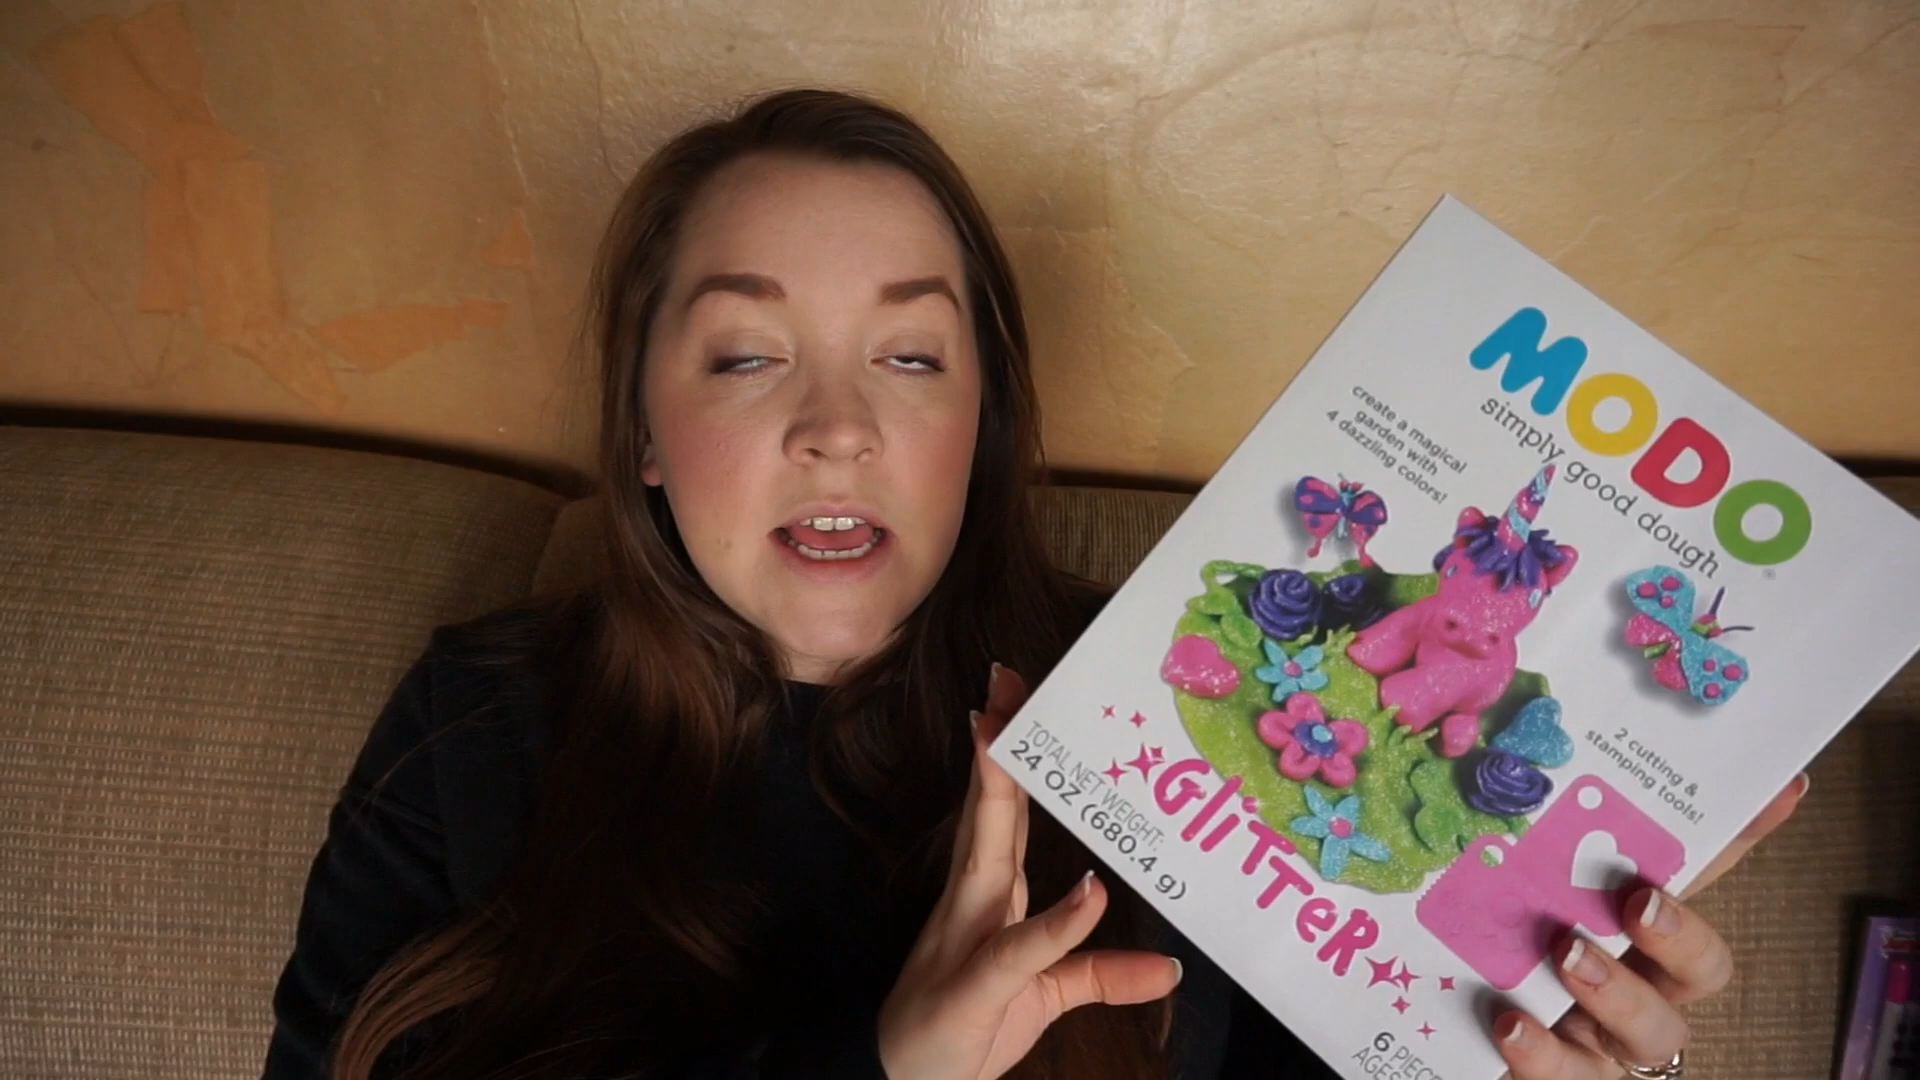 MODO
simply good dough
create a magical
garden with
4 dazzling colors!
2 cutting &
stamping tools!
TOTAL NET WEIGHT:
24 OZ (680.4 g)
GLiTTeR
6
AGES